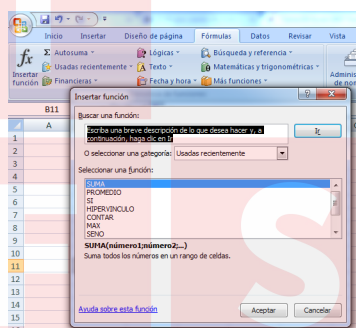 Inicio Insertar Diseño de página Fórmulas Datos Revisar Vista
fx Σ Autosuma Lógicas Búsqueda y referencia
Insertar función Usadas recientemente Texto Matemáticas y trigonométricas
Financieras Fecha y hora Más funciones
B11
Insertar función
Buscar una función:
Escriba una breve descripción de lo que desea hacer y, a
continuación, haga clic en Ir
Ir
O seleccionar una categoría: Usadas recientemente
Seleccionar una función:
SUMA
PROMEDIO
SI
HIPERVINCULO
CONTAR
MAX
SENO
SUMA(número1;número2;...)
Suma todos los números en un rango de celdas.
Ayuda sobre esta función
Aceptar Cancelar
A
1
2
3
4
5
6
7
8
9
10
11
12
13
14
15